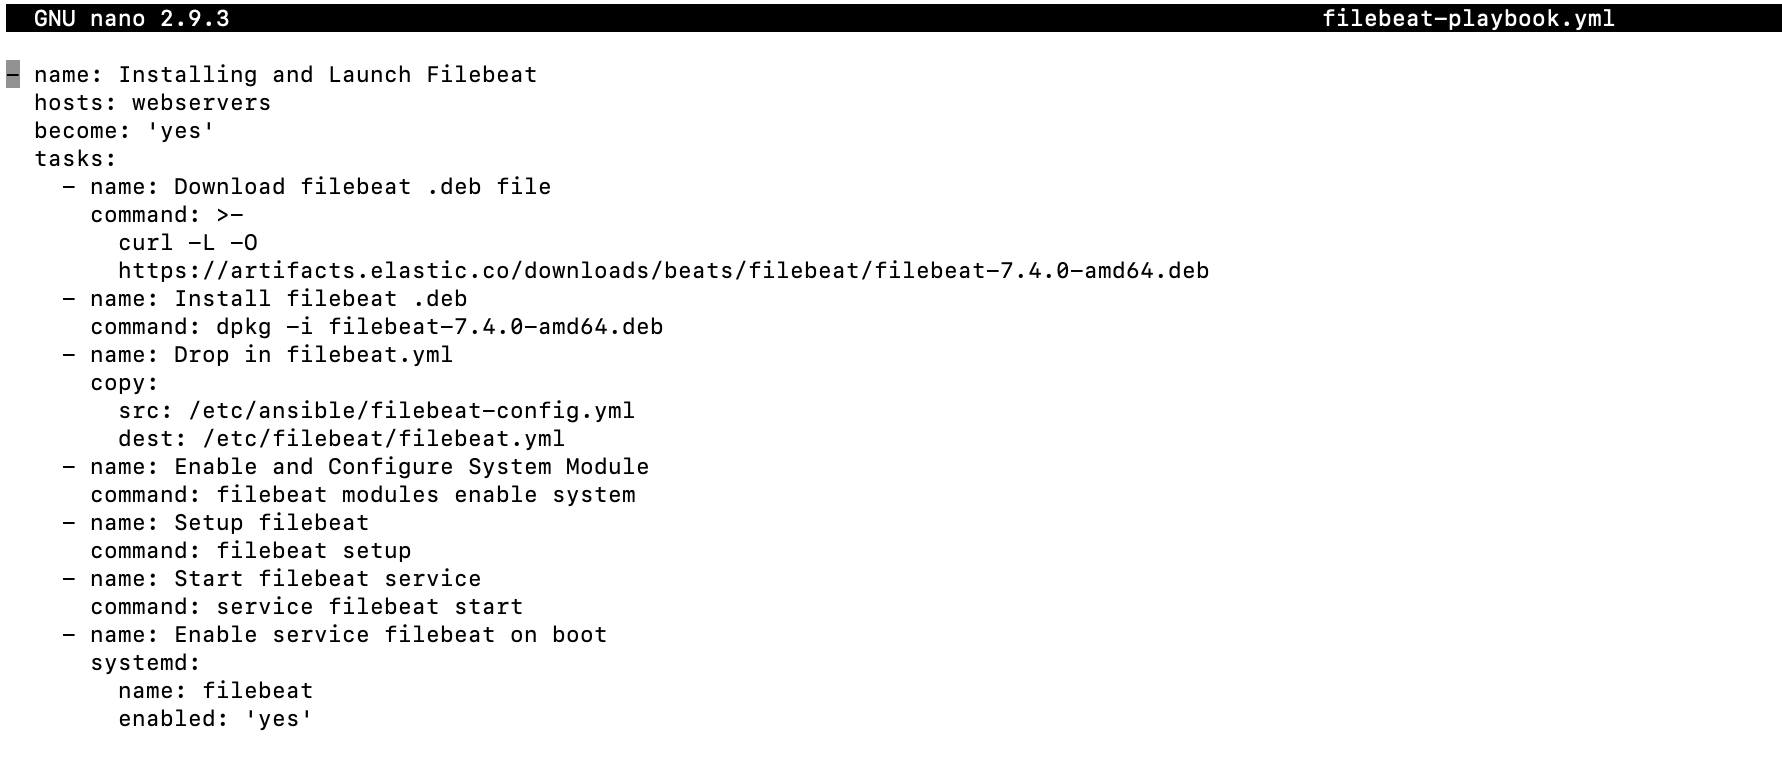 GNU nano 2.9.3 filebeat-playbook.yml
- name: Installing and Launch Filebeat
  hosts: webservers
  become: 'yes'
  tasks:
    - name: Download filebeat .deb file
      command: >-
        curl -L -O
        https://artifacts.elastic.co/downloads/beats/filebeat/filebeat-7.4.0-amd64.deb
    - name: Install filebeat .deb
      command: dpkg -i filebeat-7.4.0-amd64.deb
    - name: Drop in filebeat.yml
      copy:
        src: /etc/ansible/filebeat-config.yml
        dest: /etc/filebeat/filebeat.yml
    - name: Enable and Configure System Module
      command: filebeat modules enable system
    - name: Setup filebeat
      command: filebeat setup
    - name: Start filebeat service
      command: service filebeat start
    - name: Enable service filebeat on boot
      systemd:
        name: filebeat
        enabled: 'yes'